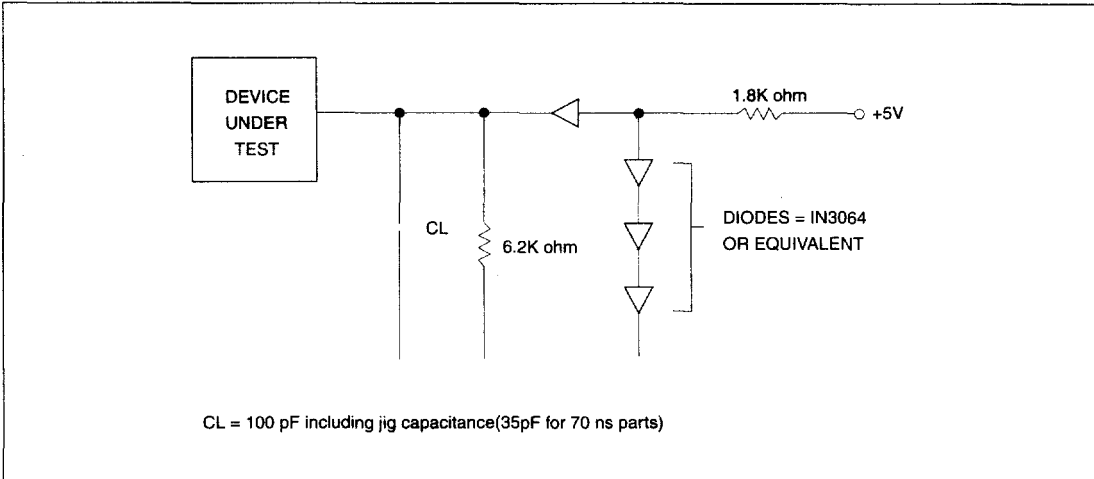 DEVICE
UNDER
TEST
1.8K ohm
+5V
CL
6.2K ohm
DIODES = IN3064
OR EQUIVALENT
CL = 100 pF including jig capacitance(35pF for 70 ns parts)